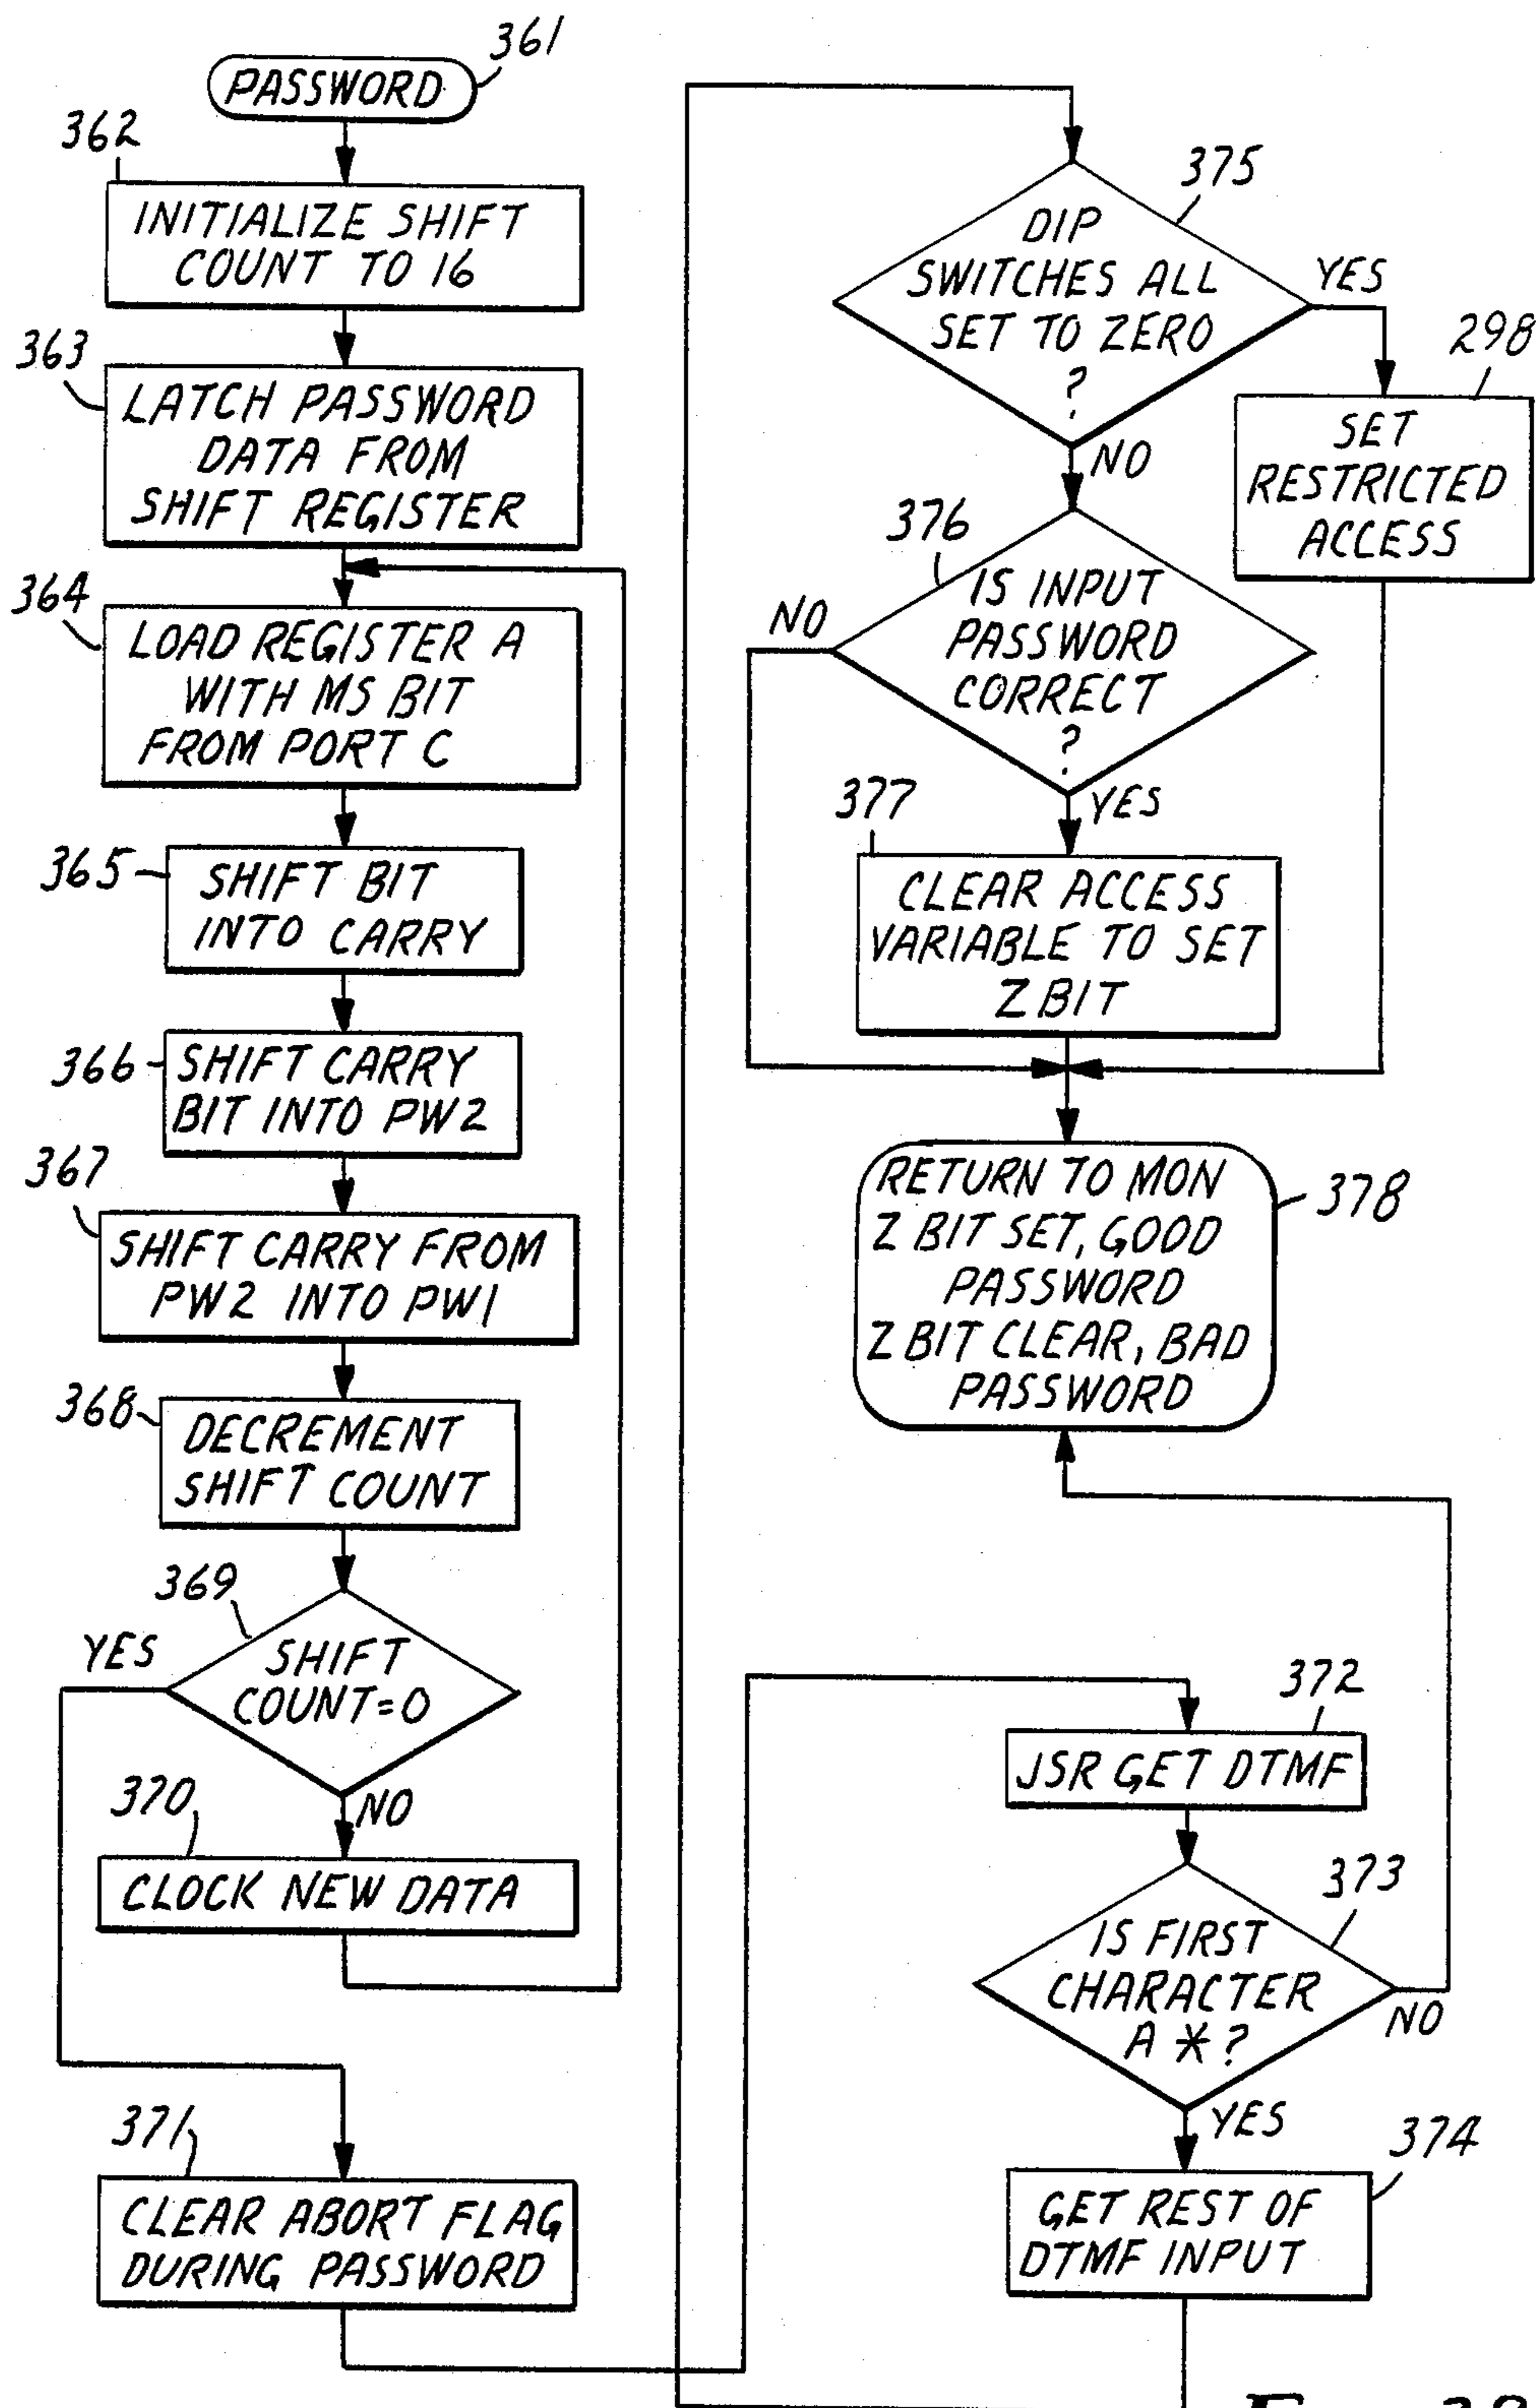 361
PASSWORD
362
INITIALIZE SHIFT
COUNT TO 16
363
LATCH PASSWORD
DATA FROM
SHIFT REGISTER
364
LOAD REGISTER A
WITH MS BIT
FROM PORT C
365
SHIFT BIT
INTO CARRY
366
SHIFT CARRY
BIT INTO PW2
367
SHIFT CARRY FROM
PW2 INTO PW1
368
DECREMENT
SHIFT COUNT
369
YES
SHIFT
COUNT=0
NO
370
CLOCK NEW DATA
371
CLEAR ABORT FLAG
DURING PASSWORD
375
DIP
SWITCHES ALL
SET TO ZERO
?
YES
NO
298
SET
RESTRICTED
ACCESS
376
IS INPUT
PASSWORD
CORRECT
?
NO
YES
377
CLEAR ACCESS
VARIABLE TO SET
Z BIT
RETURN TO MON
Z BIT SET, GOOD
PASSWORD
Z BIT CLEAR, BAD
PASSWORD
378
372
JSR GET DTMF
373
IS FIRST
CHARACTER
A *?
NO
YES
374
GET REST OF
DTMF INPUT